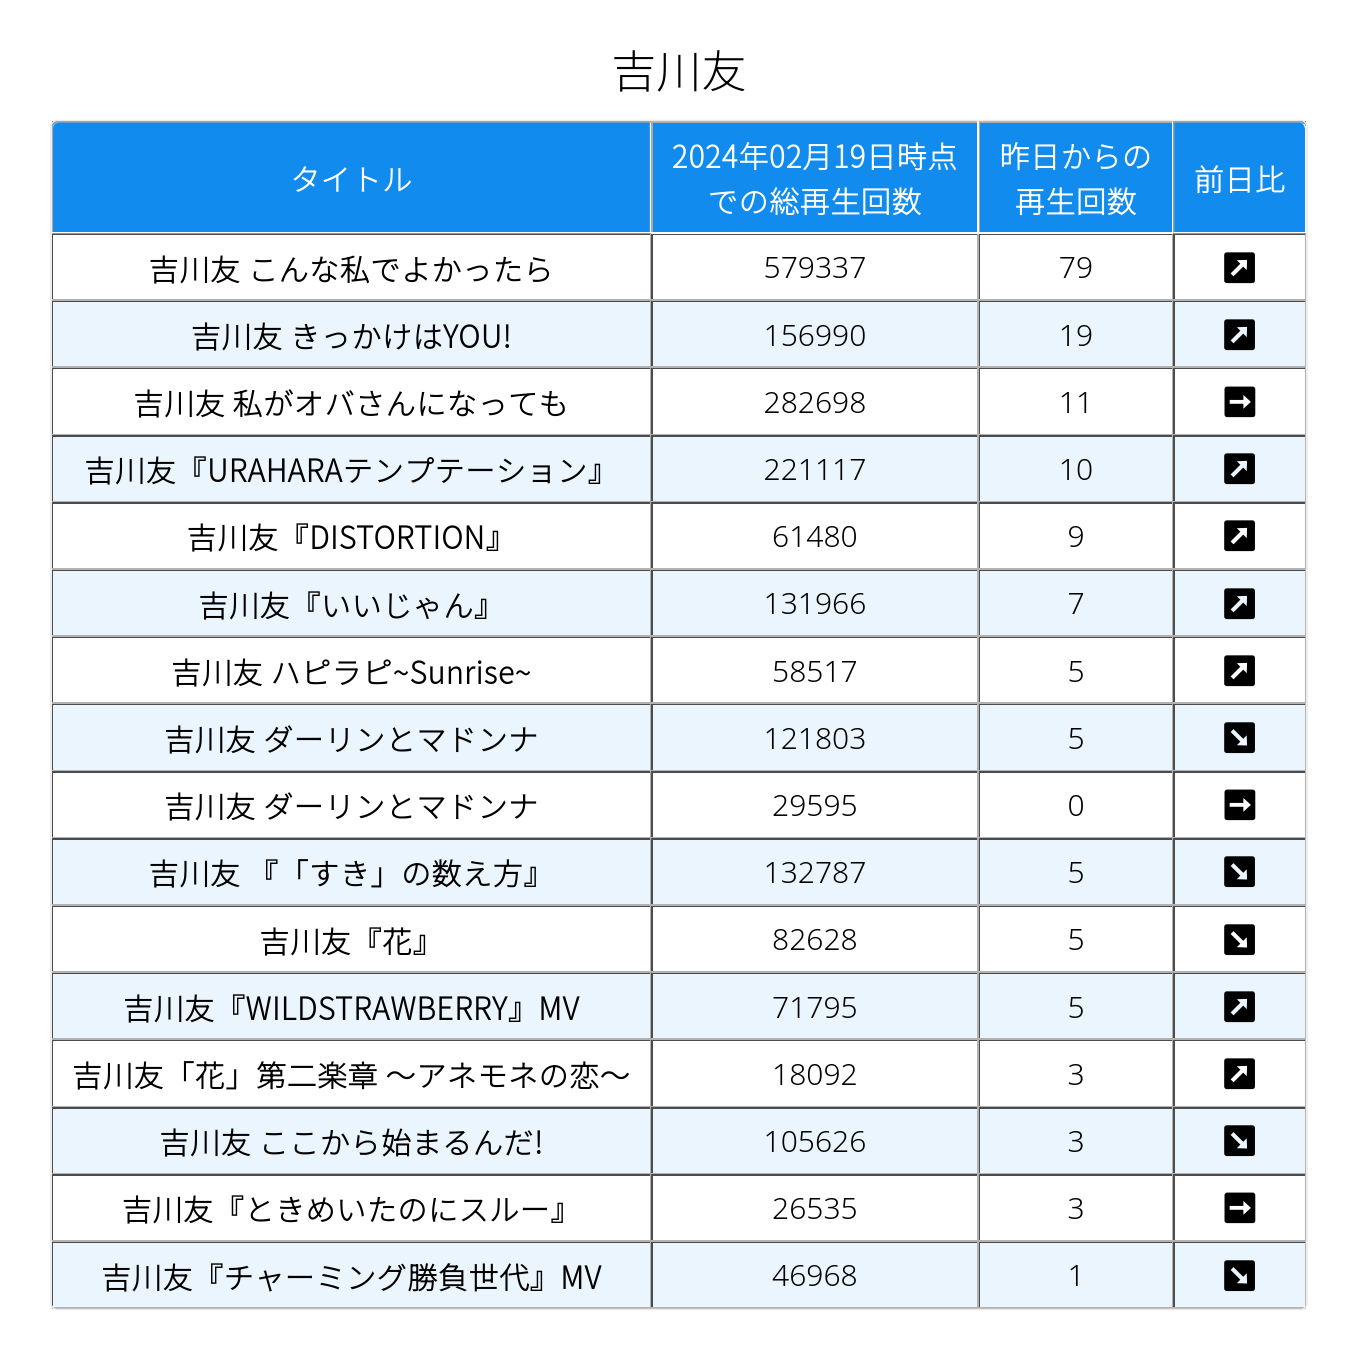 吉川友
タイトル
2024年02月19日時点
での総再生回数
昨日からの
再生回数
前日比
吉川友 こんな私でよかったら 579337 79 ↗
吉川友 きっかけはYOU! 156990 19 ↗
吉川友 私がオバさんになっても 282698 11 →
吉川友『URAHARAテンプテーション』 221117 10 ↗
吉川友『DISTORTION』 61480 9 ↗
吉川友『いいじゃん』 131966 7 ↗
吉川友 ハピラピ~Sunrise~ 58517 5 ↗
吉川友 ダーリンとマドンナ 121803 5 ↘
吉川友 ダーリンとマドンナ 29595 0 →
吉川友 『「すき」の数え方』 132787 5 ↘
吉川友『花』 82628 5 ↘
吉川友『WILDSTRAWBERRY』MV 71795 5 ↗
吉川友「花」第二楽章 〜アネモネの恋〜 18092 3 ↗
吉川友 ここから始まるんだ! 105626 3 ↘
吉川友『ときめいたのにスルー』 26535 3 →
吉川友『チャーミング勝負世代』MV 46968 1 ↘